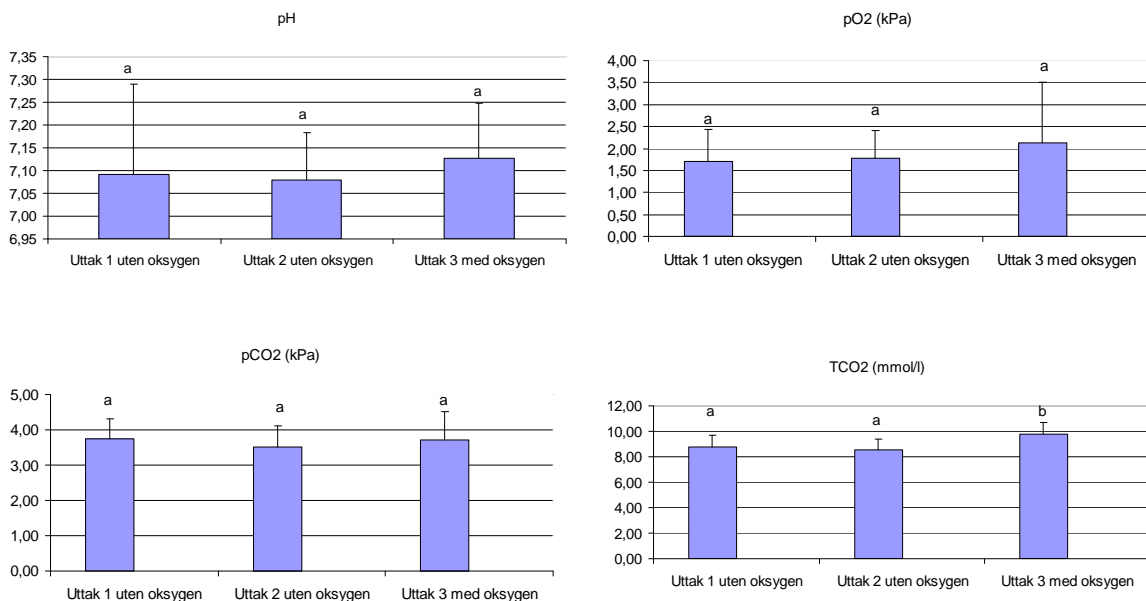 pH
7,35
7,30
7,25
7,20
7,15
7,10
7,05
7,00
6,95
a
a
a
Uttak 1 uten oksygen Uttak 2 uten oksygen Uttak 3 med oksygen
pO2 (kPa)
4,00
3,50
3,00
2,50
2,00
1,50
1,00
0,50
0,00
a
a
a
Uttak 1 uten oksygen Uttak 2 uten oksygen Uttak 3 med oksygen
pCO2 (kPa)
5,00
4,00
3,00
2,00
1,00
0,00
a
a
a
Uttak 1 uten oksygen Uttak 2 uten oksygen Uttak 3 med oksygen
TCO2 (mmol/l)
12,00
10,00
8,00
6,00
4,00
2,00
0,00
a
a
b
Uttak 1 uten oksygen Uttak 2 uten oksygen Uttak 3 med oksygen